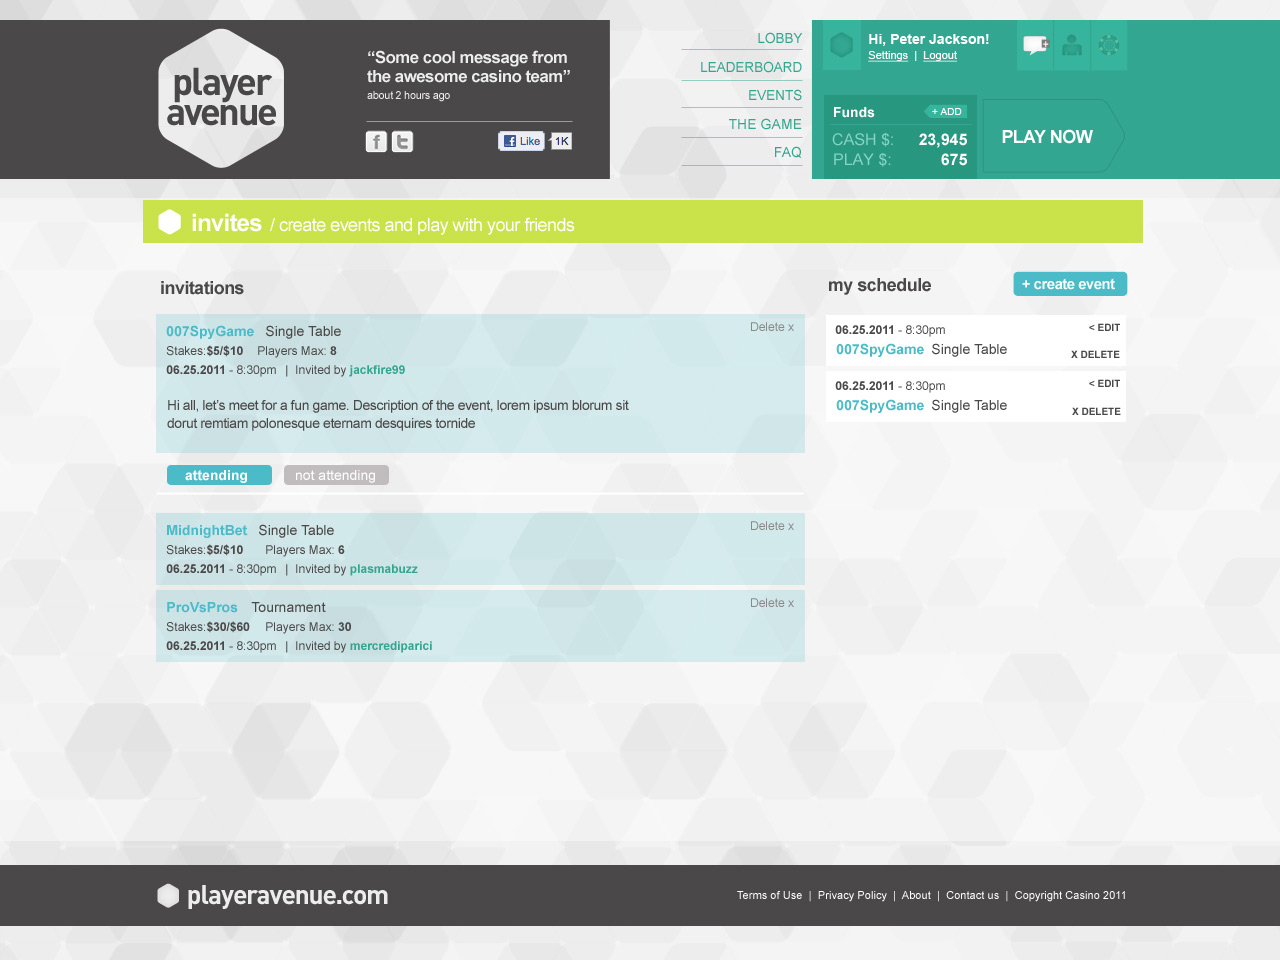 player
avenue
“Some cool message from
the awesome casino team”
about 2 hours ago
f t Like 1K
LOBBY
LEADERBOARD
EVENTS
THE GAME
FAQ
Hi, Peter Jackson!
Settings | Logout
Funds + ADD
CASH $: 23,945
PLAY $: 675
PLAY NOW
invites / create events and play with your friends
invitations
007SpyGame Single Table Delete x
Stakes:$5/$10 Players Max: 8
06.25.2011 - 8:30pm | Invited by jackfire99
Hi all, let’s meet for a fun game. Description of the event, lorem ipsum blorum sit
dorut remtiam polonesque eternam desquires tornide
attending not attending
MidnightBet Single Table Delete x
Stakes:$5/$10 Players Max: 6
06.25.2011 - 8:30pm | Invited by plasmabuzz
ProVsPros Tournament Delete x
Stakes:$30/$60 Players Max: 30
06.25.2011 - 8:30pm | Invited by mercrediparici
my schedule + create event
06.25.2011 - 8:30pm < EDIT
007SpyGame Single Table X DELETE
06.25.2011 - 8:30pm < EDIT
007SpyGame Single Table X DELETE
playeravenue.com
Terms of Use | Privacy Policy | About | Contact us | Copyright Casino 2011